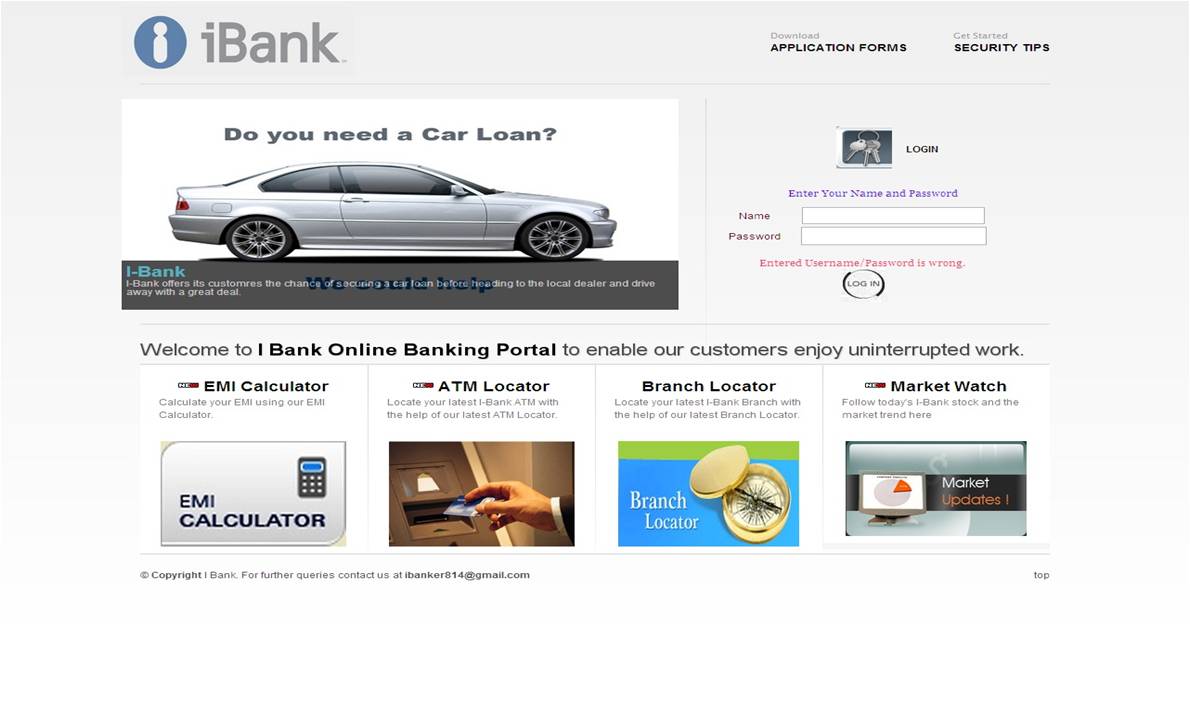 iBank
Download
APPLICATION FORMS
Get Started
SECURITY TIPS
Do you need a Car Loan?
We could help
I-Bank
I-Bank offers its customres the chance of securing a car loan before heading to the local dealer and drive
away with a great deal.
LOGIN
Enter Your Name and Password
Name
Password
Entered Username/Password is wrong.
LOG IN
Welcome to I Bank Online Banking Portal to enable our customers enjoy uninterrupted work.
NEW EMI Calculator
Calculate your EMI using our EMI
Calculator.
EMI
CALCULATOR
NEW ATM Locator
Locate your latest I-Bank ATM with
the help of our latest ATM Locator.
Branch Locator
Locate your latest I-Bank Branch with
the help of our latest Branch Locator.
Branch
Locator
NEW Market Watch
Follow today's I-Bank stock and the
market trend here
Market
Updates !
© Copyright I Bank. For further queries contact us at ibanker814@gmail.com
top